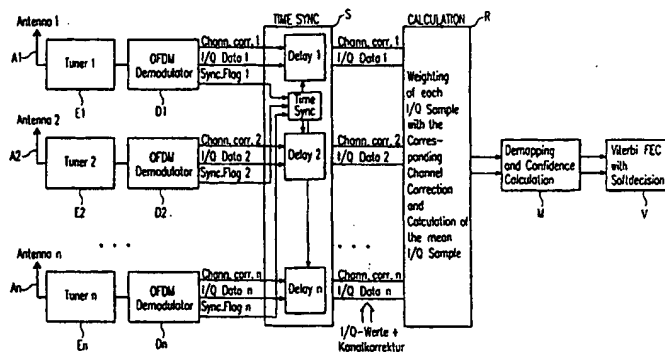 TIME SYNC
S
CALCULATION
R
Antenna 1
A1
Tuner 1
E1
OFDM
Demodulator
D1
Chann. corr. 1
I/Q Data 1
Sync.Flag 1
Delay 1
Time
Sync
Chann. corr. 1
I/Q Data 1
Antenna 2
A2
Tuner 2
E2
OFDM
Demodulator
D2
Chann. corr. 2
I/Q Data 2
Sync.Flag 2
Delay 2
Chann. corr. 2
I/Q Data 2
. . .
. . .
Antenna n
An
Tuner n
En
OFDM
Demodulator
Dn
Chann. corr. n
I/Q Data n
Sync.Flag n
Delay n
Chann. corr. n
I/Q Data n
I/Q-Werte +
Kanalkorrektur
Weighting
of each
I/Q Sample
with the
Corres-
ponding
Channel
Correction
and
Calculation of
the mean
I/Q Sample
Demapping
and Confidence
Calculation
M
Viterbi FEC
with
Softdecision
V